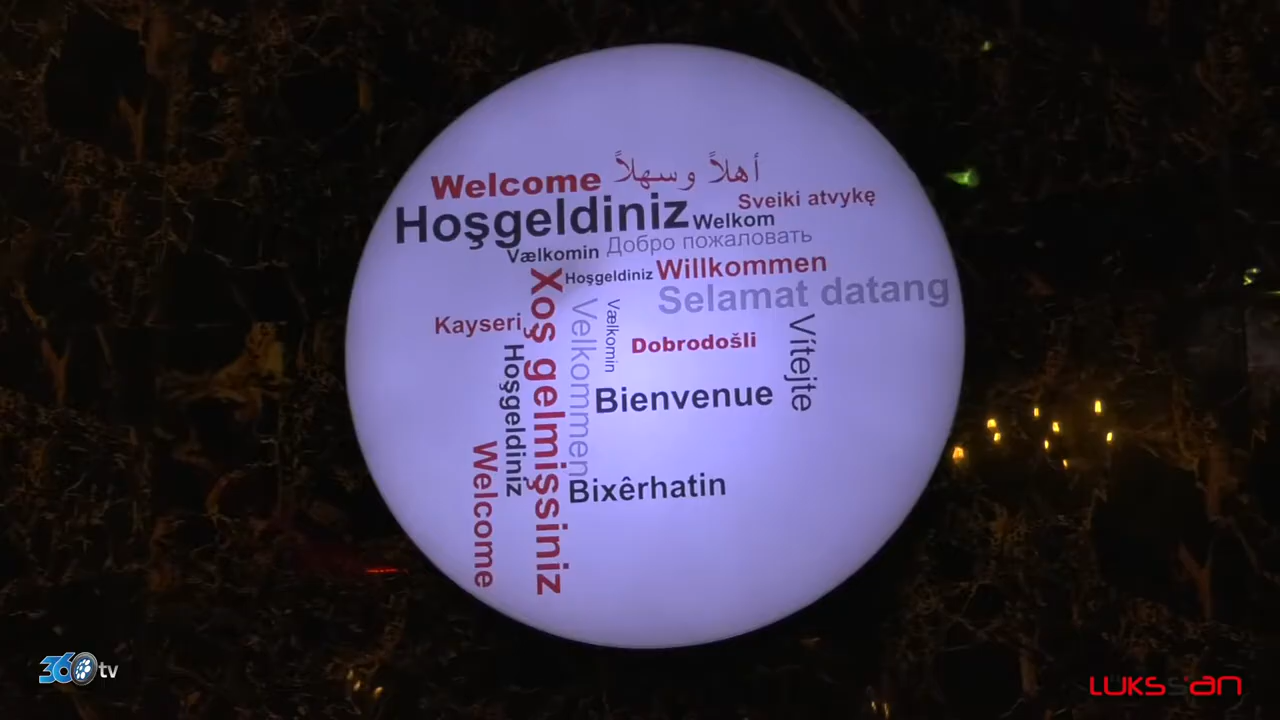 Welcome أهلاً وسهلاً
Sveiki atvykę
Hoşgeldiniz Welkom
Vælkomin Добро пожаловать
Hoşgeldiniz Willkommen
Selamat datang
Xoş gelmişsiniz
Velkommen
Vælkomin
Kayseri
Dobrodošli
Vítejte
Hoşgeldiniz
Bienvenue
Welcome
Bixêrhatin
360tv
LUKSSAN